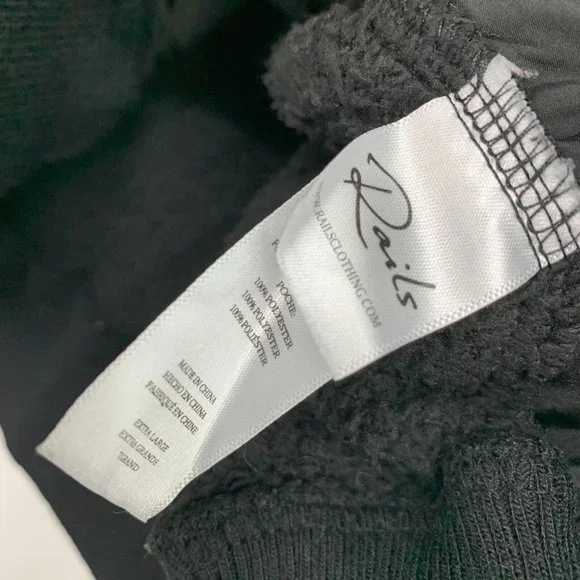 Rails
WWW.RAILSCLOTHING.COM
POCHE:
100% POLYESTER
100% POLYESTER
100% POLIÉSTER
MADE IN CHINA
HECHO EN CHINA
FABRIQUÉ EN CHINE
EXTRA LARGE
EXTRA GRANDE
TGRAND